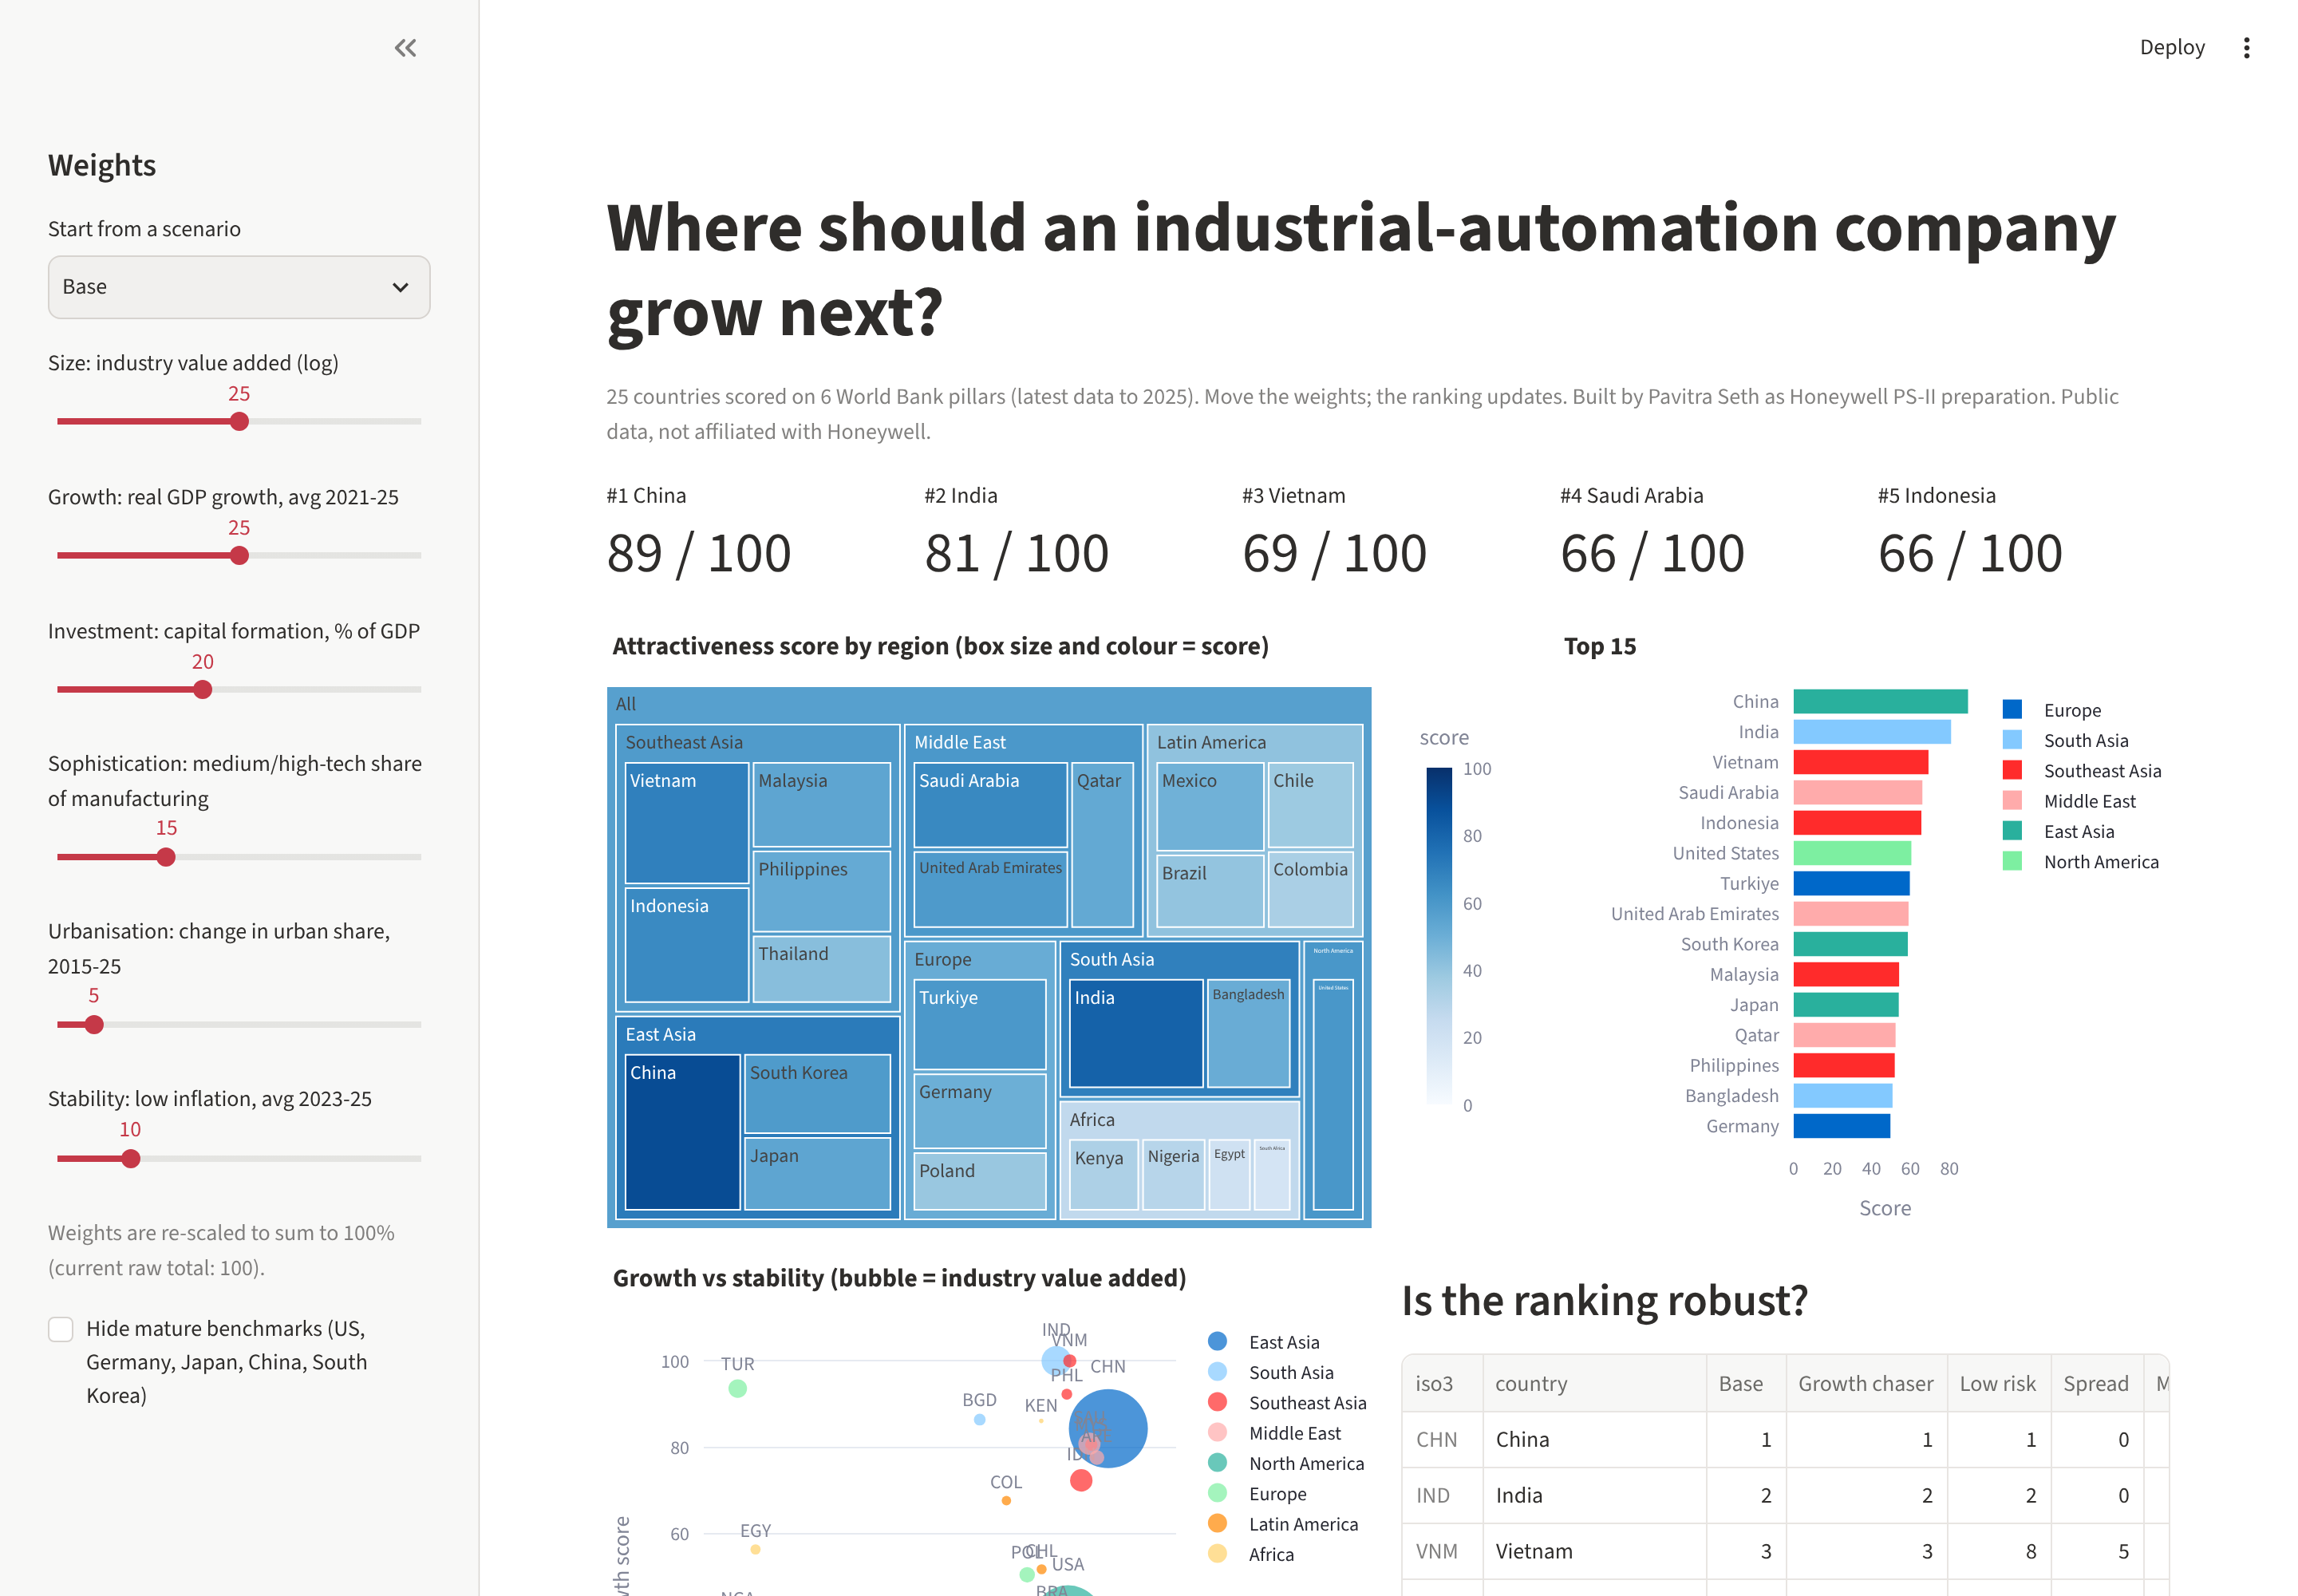 Deploy
Weights
Start from a scenario
Base
Size: industry value added (log)
25
Growth: real GDP growth, avg 2021-25
25
Investment: capital formation, % of GDP
20
Sophistication: medium/high-tech share
of manufacturing
15
Urbanisation: change in urban share,
2015-25
5
Stability: low inflation, avg 2023-25
10
Weights are re-scaled to sum to 100%
(current raw total: 100).
Hide mature benchmarks (US,
Germany, Japan, China, South
Korea)
Where should an industrial-automation company
grow next?
25 countries scored on 6 World Bank pillars (latest data to 2025). Move the weights; the ranking updates. Built by Pavitra Seth as Honeywell PS-II preparation. Public
data, not affiliated with Honeywell.
#1 China
89 / 100
#2 India
81 / 100
#3 Vietnam
69 / 100
#4 Saudi Arabia
66 / 100
#5 Indonesia
66 / 100
Attractiveness score by region (box size and colour = score)
All
Southeast Asia
Vietnam
Malaysia
Philippines
Indonesia
Thailand
East Asia
China
South Korea
Japan
Middle East
Saudi Arabia
Qatar
United Arab Emirates
Latin America
Mexico
Chile
Brazil
Colombia
Europe
Turkiye
Germany
Poland
South Asia
India
Bangladesh
Africa
Kenya
Nigeria
Egypt
South Africa
North America
United States
score
100
80
60
40
20
0
Top 15
China
India
Vietnam
Saudi Arabia
Indonesia
United States
Turkiye
United Arab Emirates
South Korea
Malaysia
Japan
Qatar
Philippines
Bangladesh
Germany
0 20 40 60 80
Score
Europe
South Asia
Southeast Asia
Middle East
East Asia
North America
Growth vs stability (bubble = industry value added)
100
80
60
TUR
IND
VNM
CHN
PHL
BGD
KEN
COL
EGY
CHL
USA
BRA
East Asia
South Asia
Southeast Asia
Middle East
North America
Europe
Latin America
Africa
Is the ranking robust?
iso3 country Base Growth chaser Low risk Spread
CHN China 1 1 1 0
IND India 2 2 2 0
VNM Vietnam 3 3 8 5